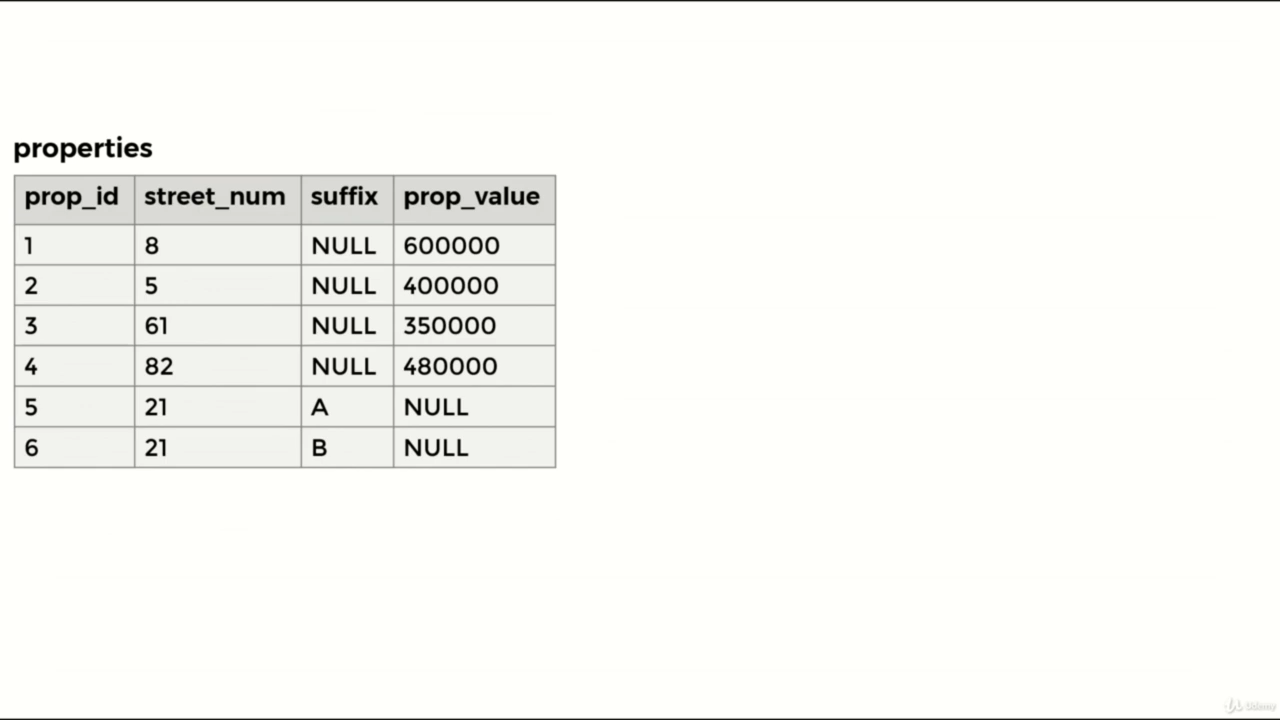 properties
prop_id street_num suffix prop_value
1 8 NULL 600000
2 5 NULL 400000
3 61 NULL 350000
4 82 NULL 480000
5 21 A NULL
6 21 B NULL
Udemy